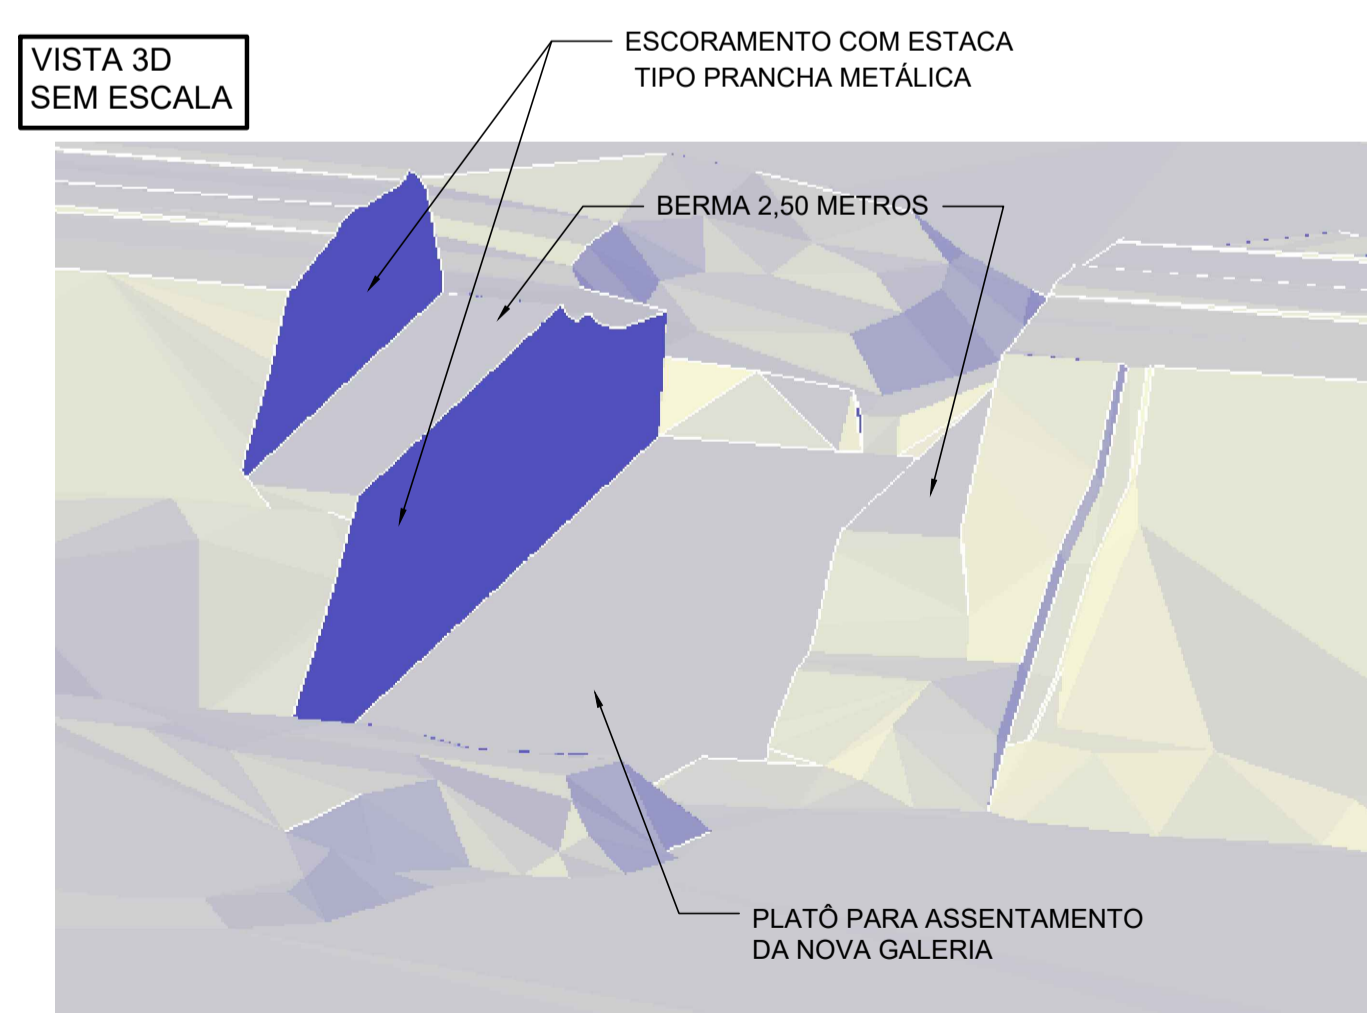 VISTA 3D
SEM ESCALA
ESCORAMENTO COM ESTACA
TIPO PRANCHA METÁLICA
BERMA 2,50 METROS
PLATÔ PARA ASSENTAMENTO
DA NOVA GALERIA